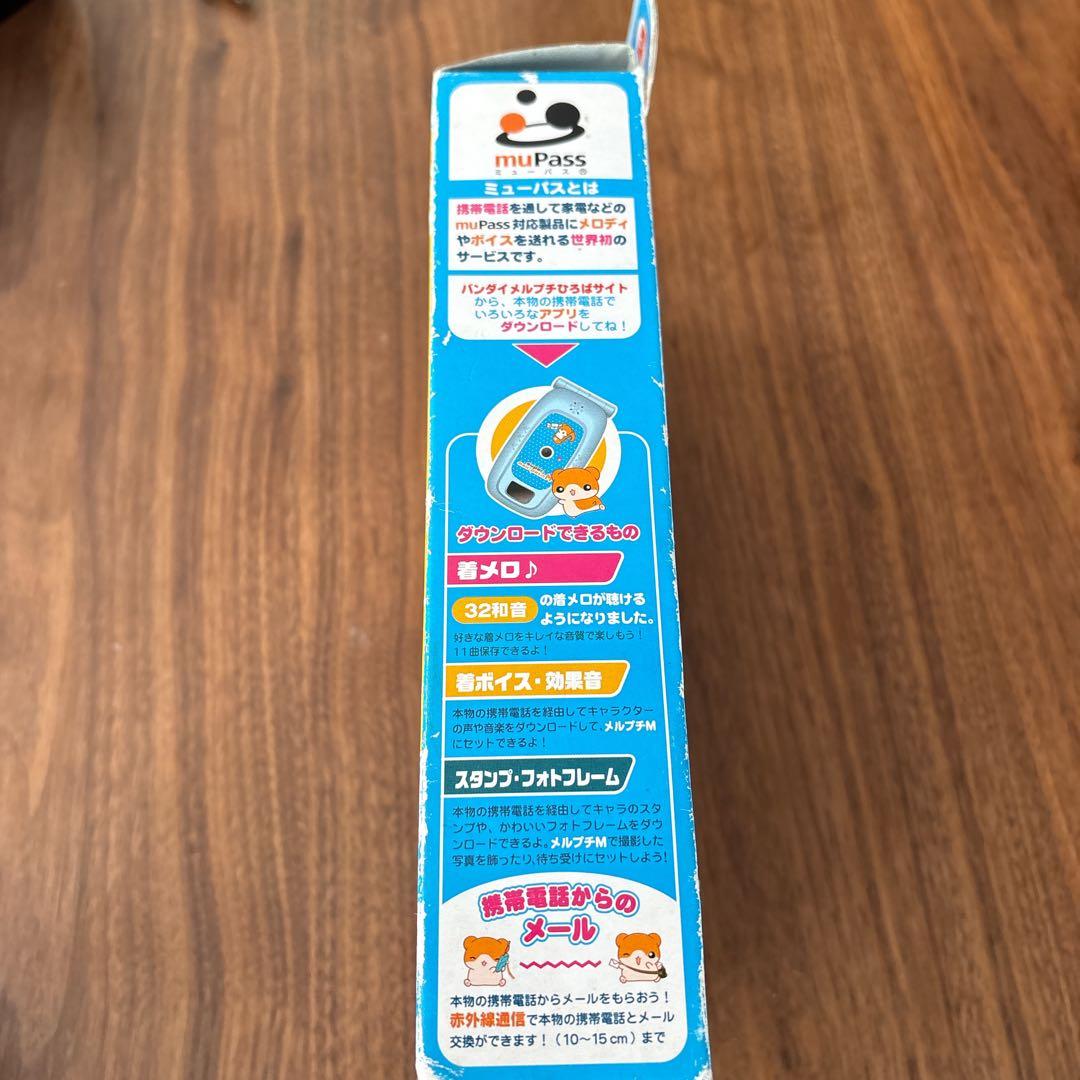 muPass
ミューパス
ミューパスとは
携帯電話を通して家電などの
muPass対応製品にメロディ
やボイスを送れる世界初の
サービスです。
バンダイメルプチひろばサイト
から、本物の携帯電話で
いろいろなアプリを
ダウンロードしてね！
ダウンロードできるもの
着メロ♪
32和音の着メロが聴ける
ようになりました。
好きな着メロをキレイな音質で楽しもう！
11曲保存できるよ！
着ボイス・効果音
本物の携帯電話を経由してキャラクター
の声や音楽をダウンロードして、メルプチM
にセットできるよ！
スタンプ・フォトフレーム
本物の携帯電話を経由してキャラのスタ
ンプや、かわいいフォトフレームをダウ
ンロードできるよ。メルプチMで撮影した
写真を飾ったり、待ち受けにセットしよう！
携帯電話からの
メール
本物の携帯電話からメールをもらおう！
赤外線通信で本物の携帯電話とメール
交換ができます！（10〜15cm）まで